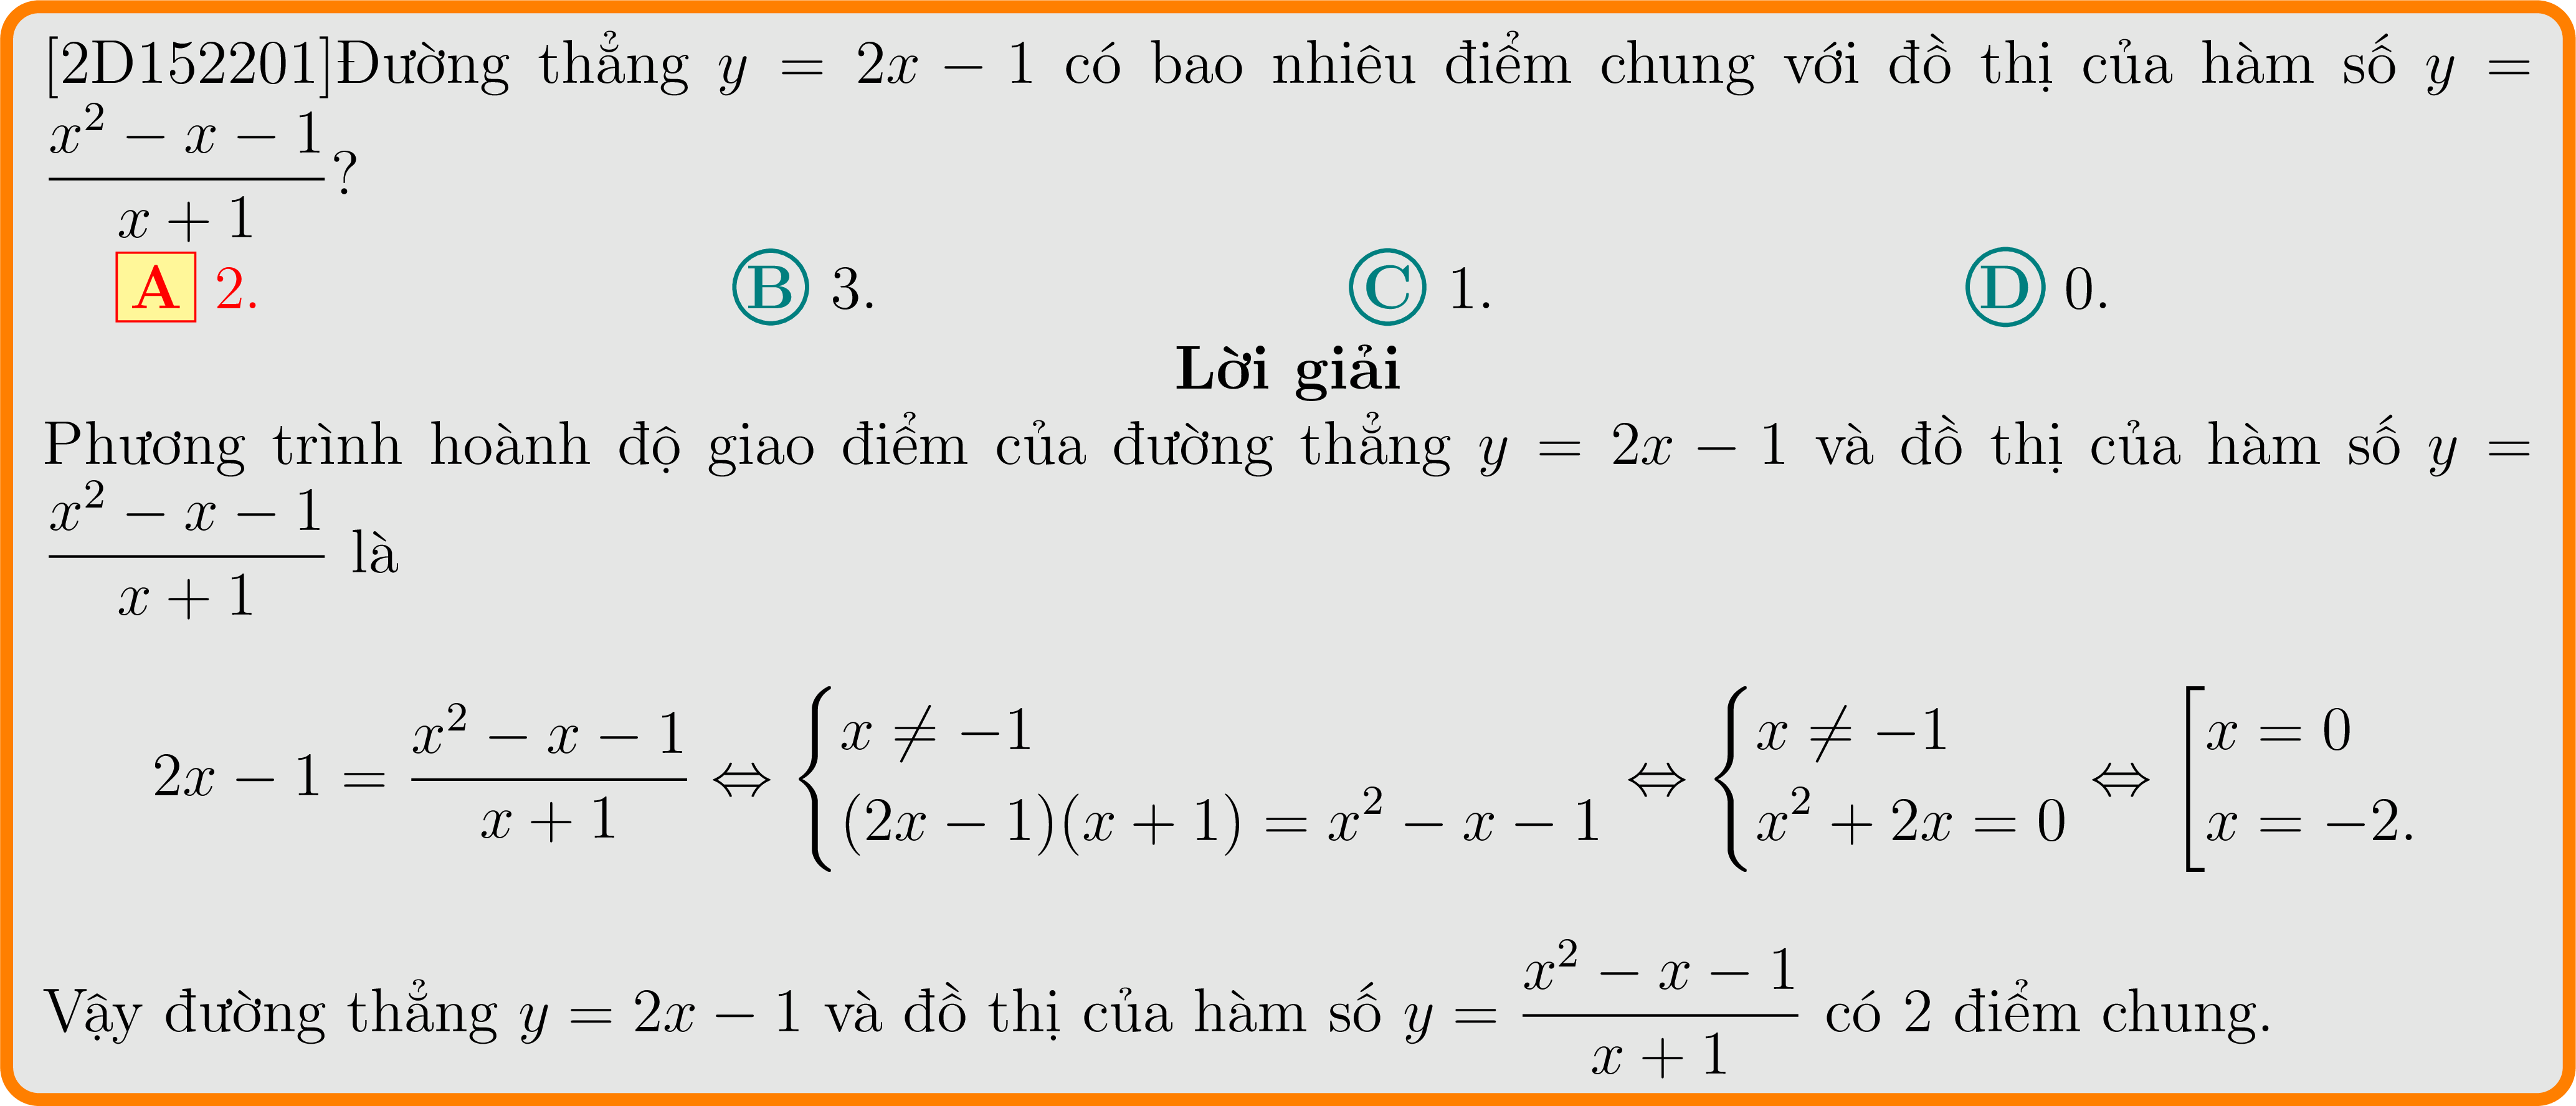 [2D152201]Đường thẳng y = 2x − 1 có bao nhiêu điểm chung với đồ thị của hàm số y =
\frac{x^2 − x − 1}{x + 1}?
A 2. B 3. C 1. D 0.
Lời giải
Phương trình hoành độ giao điểm của đường thẳng y = 2x − 1 và đồ thị của hàm số y =
\frac{x^2 − x − 1}{x + 1} là
2x − 1 = \frac{x^2 − x − 1}{x + 1} ⇔ \begin{cases} x ≠ −1 \\ (2x − 1)(x + 1) = x^2 − x − 1 \end{cases} ⇔ \begin{cases} x ≠ −1 \\ x^2 + 2x = 0 \end{cases} ⇔ \left[ \begin{array}{l} x = 0 \\ x = −2. \end{array} \right.
Vậy đường thẳng y = 2x − 1 và đồ thị của hàm số y = \frac{x^2 − x − 1}{x + 1} có 2 điểm chung.